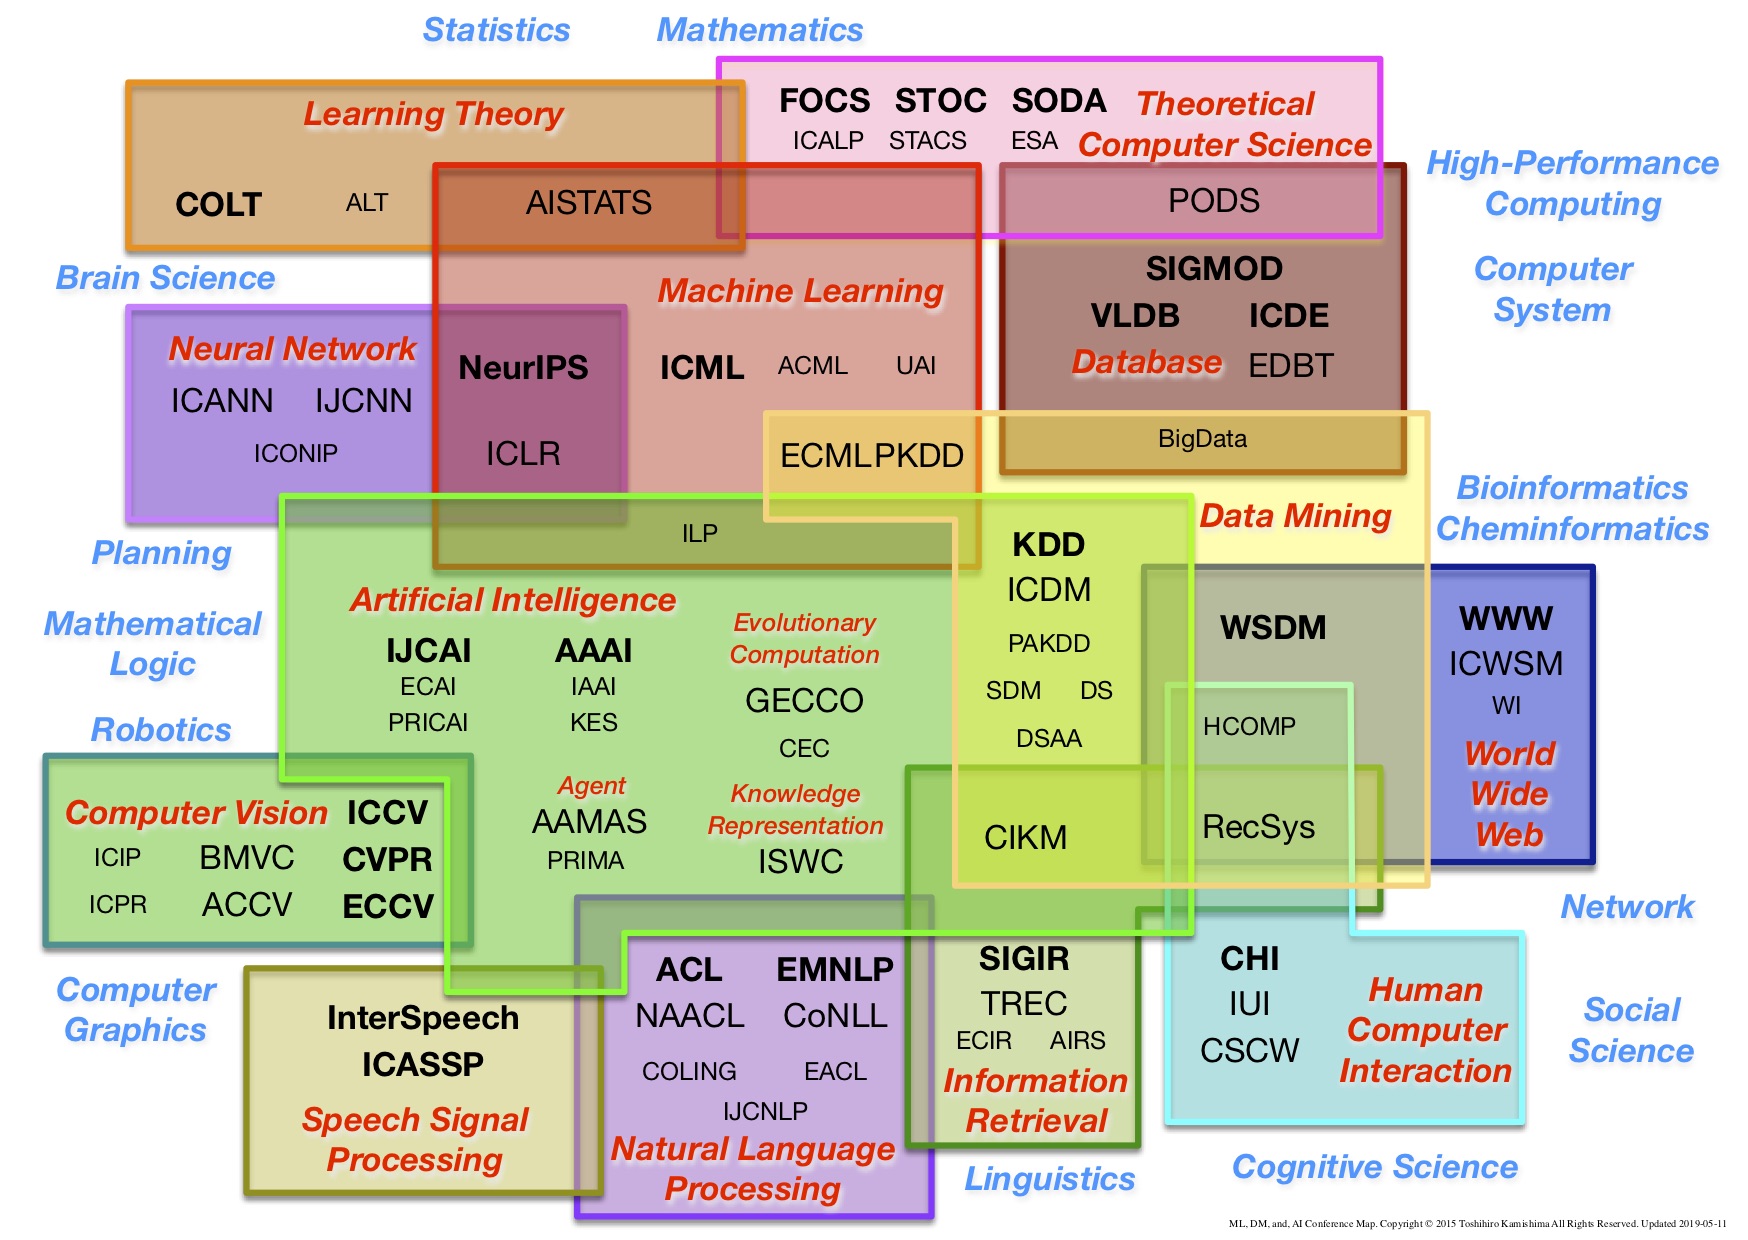 Statistics
Mathematics
Learning Theory
FOCS STOC SODA
Theoretical
Computer Science
ICALP STACS ESA
High-Performance
Computing
COLT ALT AISTATS
PODS
Brain Science
Computer
System
SIGMOD
VLDB ICDE
Database EDBT
Machine Learning
Neural Network
ICANN IJCNN
ICONIP
NeurIPS
ICLR
ICML ACML UAI
ECMLPKDD
BigData
Bioinformatics
Cheminformatics
Data Mining
ILP
Planning
Mathematical
Logic
Artificial Intelligence
IJCAI AAAI
ECAI IAAI
PRICAI KES
Evolutionary
Computation
GECCO
CEC
KDD
ICDM
PAKDD
SDM DS
DSAA
WSDM
WWW
ICWSM
WI
World
Wide
Web
HCOMP
RecSys
CIKM
Robotics
Computer Vision ICCV
ICIP BMVC CVPR
ICPR ACCV ECCV
Agent
AAMAS
PRIMA
Knowledge
Representation
ISWC
Network
Computer
Graphics
InterSpeech
ICASSP
Speech Signal
Processing
ACL EMNLP
NAACL CoNLL
COLING EACL
IJCNLP
Natural Language
Processing
SIGIR
TREC
ECIR AIRS
Information
Retrieval
CHI
IUI
CSCW
Human
Computer
Interaction
Social
Science
Linguistics
Cognitive Science
ML, DM, and, AI Conference Map. Copyright © 2015 Toshihiro Kamishima All Rights Reserved. Updated 2019-05-11